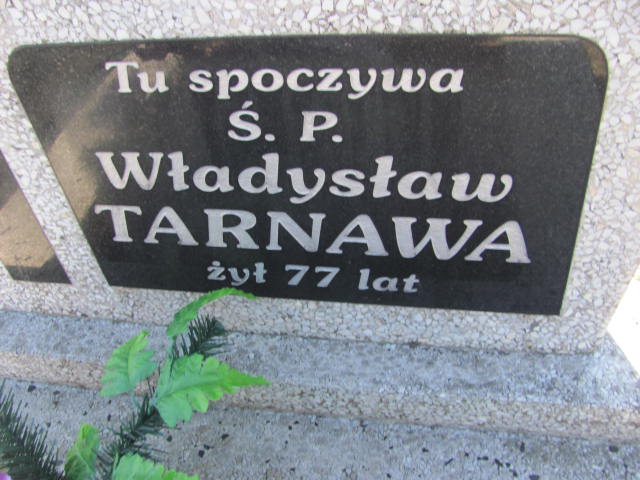 Tu spoczywa
Ś. P.
Władysław
TARNAWA
żył 77 lat